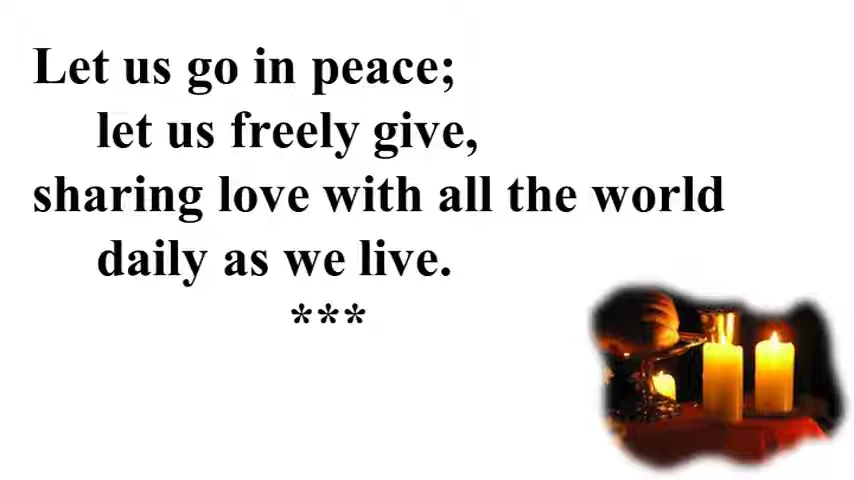 Let us go in peace;
let us freely give,
sharing love with all the world
daily as we live.
***